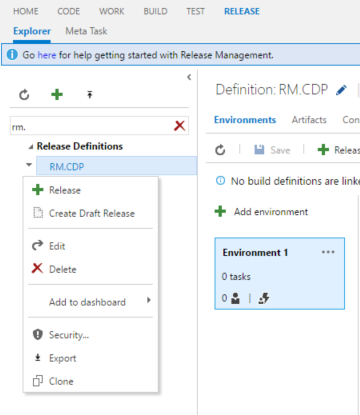 HOME CODE WORK BUILD TEST RELEASE
Explorer Meta Task
Go here for help getting started with Release Management.
rm.
Release Definitions
RM.CDP
Release
Create Draft Release
Edit
Delete
Add to dashboard
Security...
Export
Clone
Definition: RM.CDP
Environments Artifacts Con
Save Releas
No build definitions are linke
Add environment
Environment 1 ...
0 tasks
0